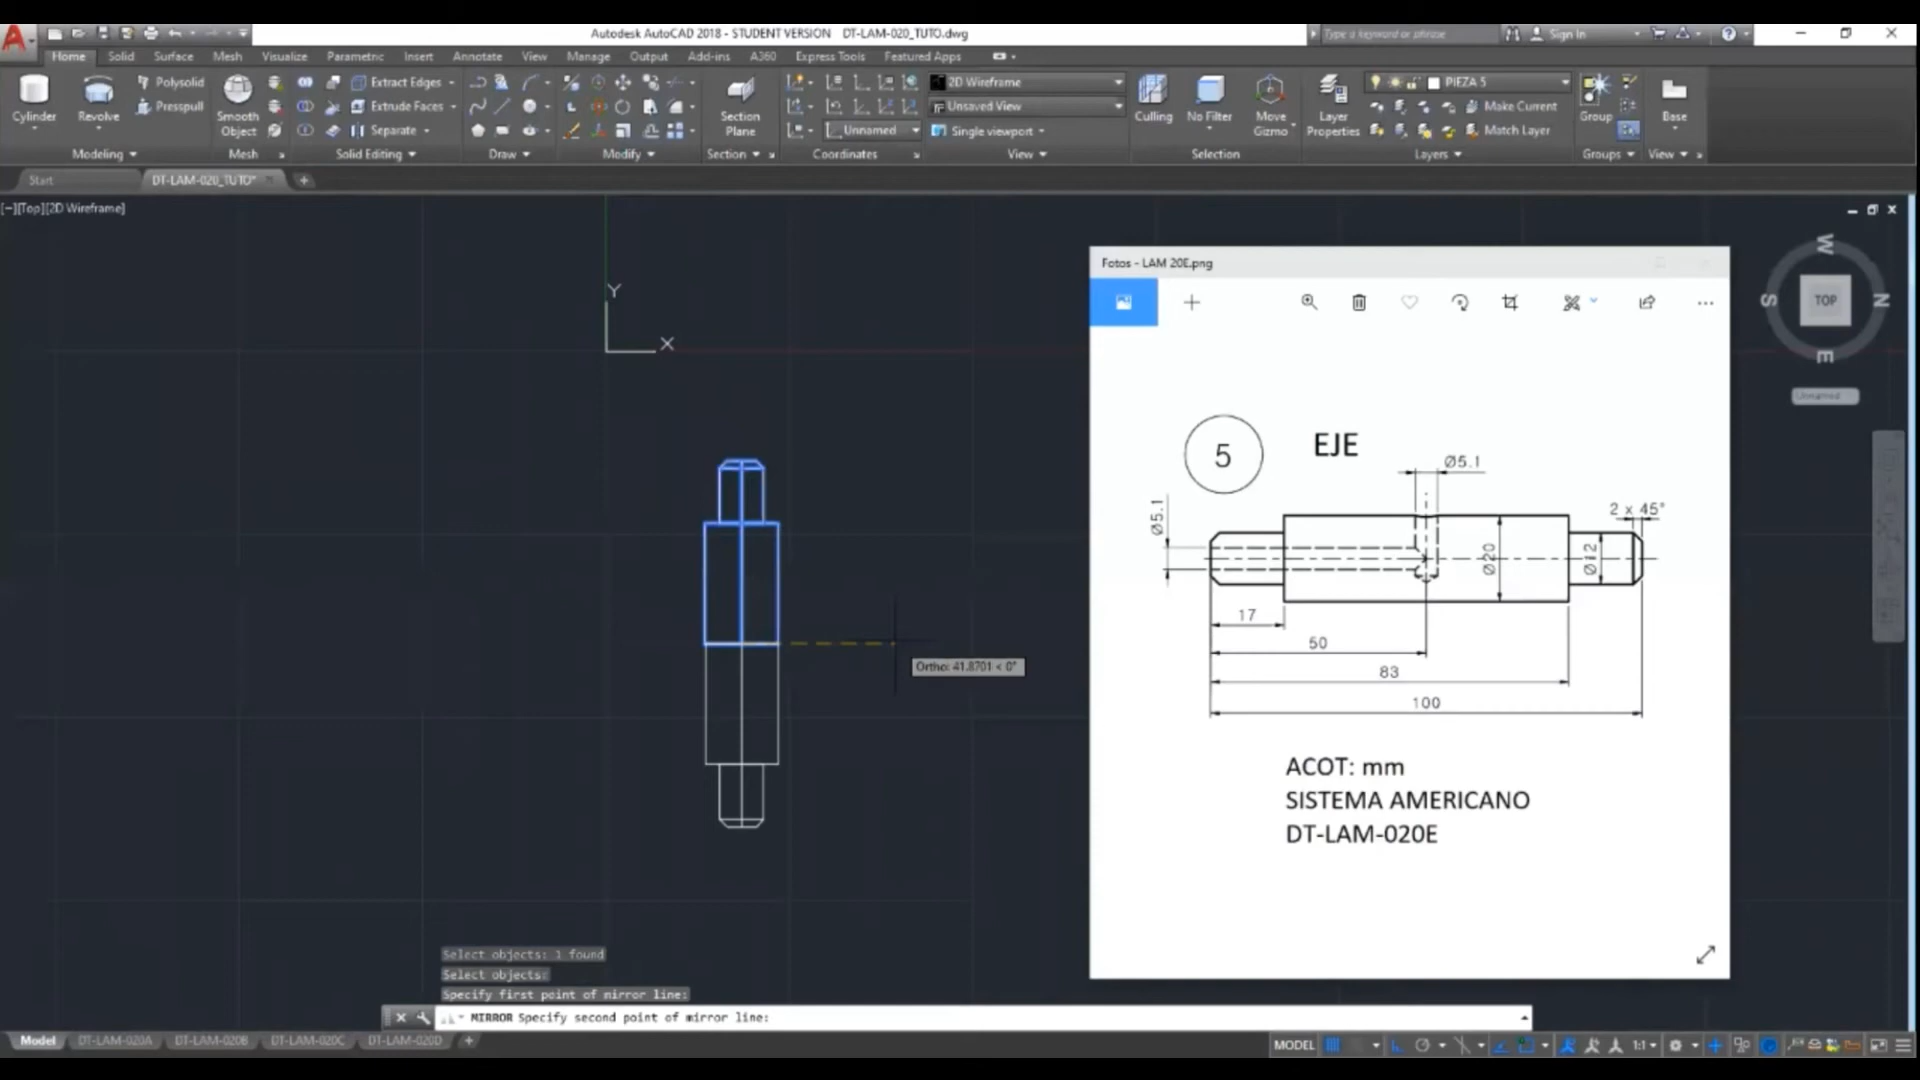 Autodesk AutoCAD 2018 - STUDENT VERSION DT-LAM-020_TUTO.dwg
Type a keyword or phrase
Sign In
Home Solid Surface Mesh Visualize Parametric Insert Annotate View Manage Output Add-ins A360 Express Tools Featured Apps
Polysolid
Presspull
Cylinder
Revolve
Smooth Object
Extract Edges
Extrude Faces
Separate
Section Plane
Unnamed
2D Wireframe
Unsaved View
Single viewport
Culling
No Filter
Move Gizmo
Layer Properties
PIEZA 5
Make Current
Match Layer
Group
Base
Modeling Mesh Solid Editing Draw Modify Section Coordinates View Selection Layers Groups View
Start
DT-LAM-020_TUTO*
[−][Top][2D Wireframe]
Y
X
W
S
TOP
N
E
Unnamed
Fotos - LAM 20E.png
5
EJE
Ø5.1
Ø5.1
2 x 45°
Ø20
Ø12
17
50
83
100
ACOT: mm
SISTEMA AMERICANO
DT-LAM-020E
Ortho: 41.8701 < 0°
Select objects: 1 found
Select objects:
Specify first point of mirror line:
MIRROR Specify second point of mirror line:
Model DT-LAM-020A DT-LAM-020B DT-LAM-020C DT-LAM-020D
MODEL
1:1